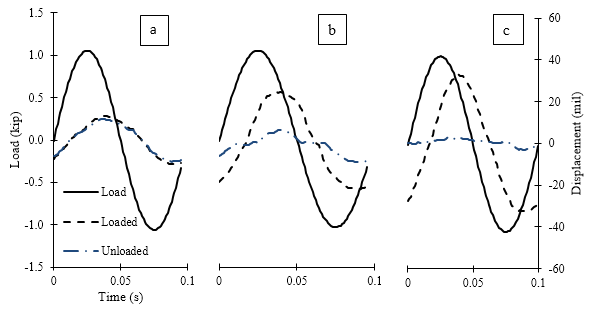 1.5
1.0
0.5
0.0
-0.5
-1.0
-1.5
Load (kip)
a
b
c
Load
Loaded
Unloaded
0
0.05
0.1
Time (s)
0
0.05
0.1
0
0.05
0.1
60
40
20
0
-20
-40
-60
Displacement (mil)